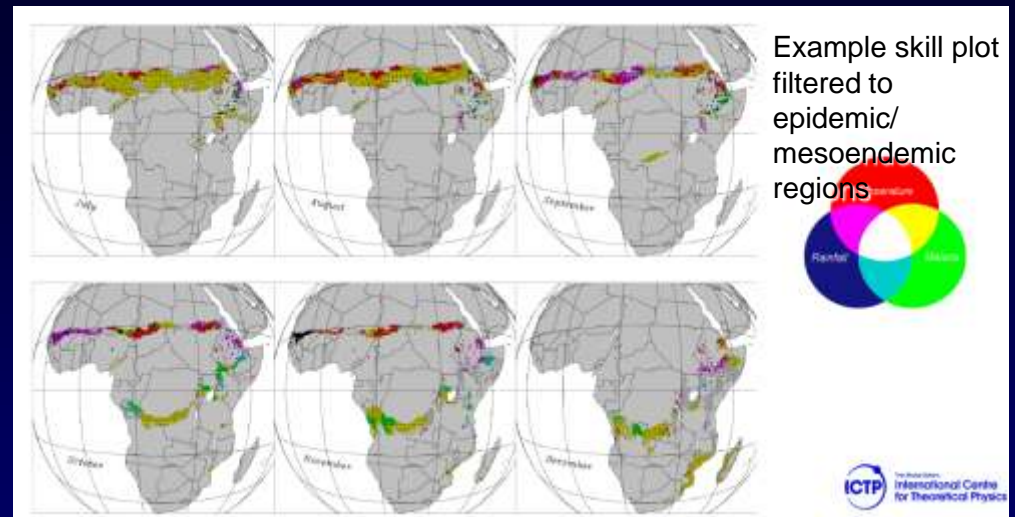 Example skill plot
filtered to
epidemic/
mesoendemic
regions
Temperature
Rainfall
Malaria
July
August
September
October
November
December
ICTP
International Centre
for Theoretical Physics